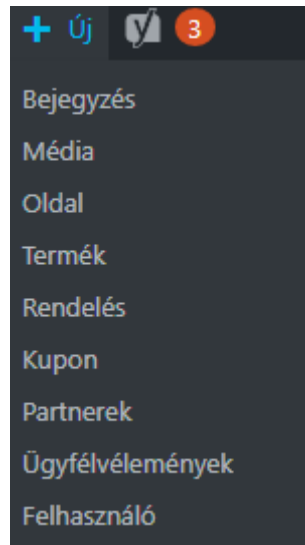 + Új 3
Bejegyzés
Média
Oldal
Termék
Rendelés
Kupon
Partnerek
Ügyfélvélemények
Felhasználó